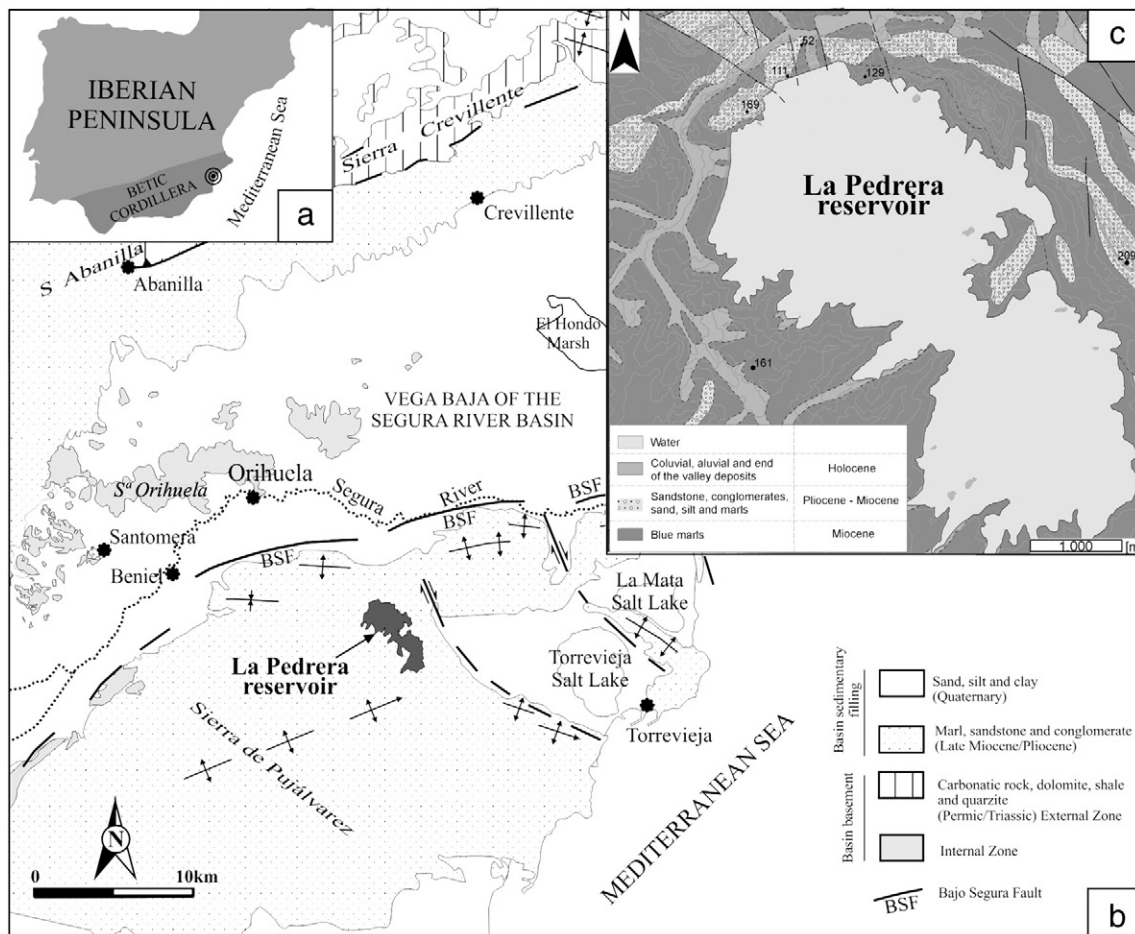 IBERIAN
PENINSULA
BETIC
CORDILLERA
Mediterranean Sea
a
Sierra Crevillente
Crevillente
S Abanilla
Abanilla
El Hondo
Marsh
VEGA BAJA OF THE
SEGURA RIVER BASIN
Sª Orihuela
Orihucla
Segura River
BSF
BSF
BSF
Santomera
Beniel
La Mata
Salt Lake
La Pedrera
reservoir
Torrevieja
Salt Lake
Torrevieja
Sierra de Pujálvarez
MEDITERRANEAN SEA
N
0 10km
Basin sedimentary
filling
Sand, silt and clay
(Quaternary)
Marl, sandstone and conglomerate
(Late Miocene/Pliocene)
Basin basement
Carbonatic rock, dolomite, shale
and quarzite
(Permic/Triassic) External Zone
Internal Zone
BSF
Bajo Segura Fault
b
N
c
52
111
129
169
La Pedrera
reservoir
209
161
Water
Coluvial, aluvial and end
of the valley deposits
Holocene
Sandstone, conglomerates,
sand, silt and marls
Pliocene - Miocene
Blue marls
Miocene
1.000 [m